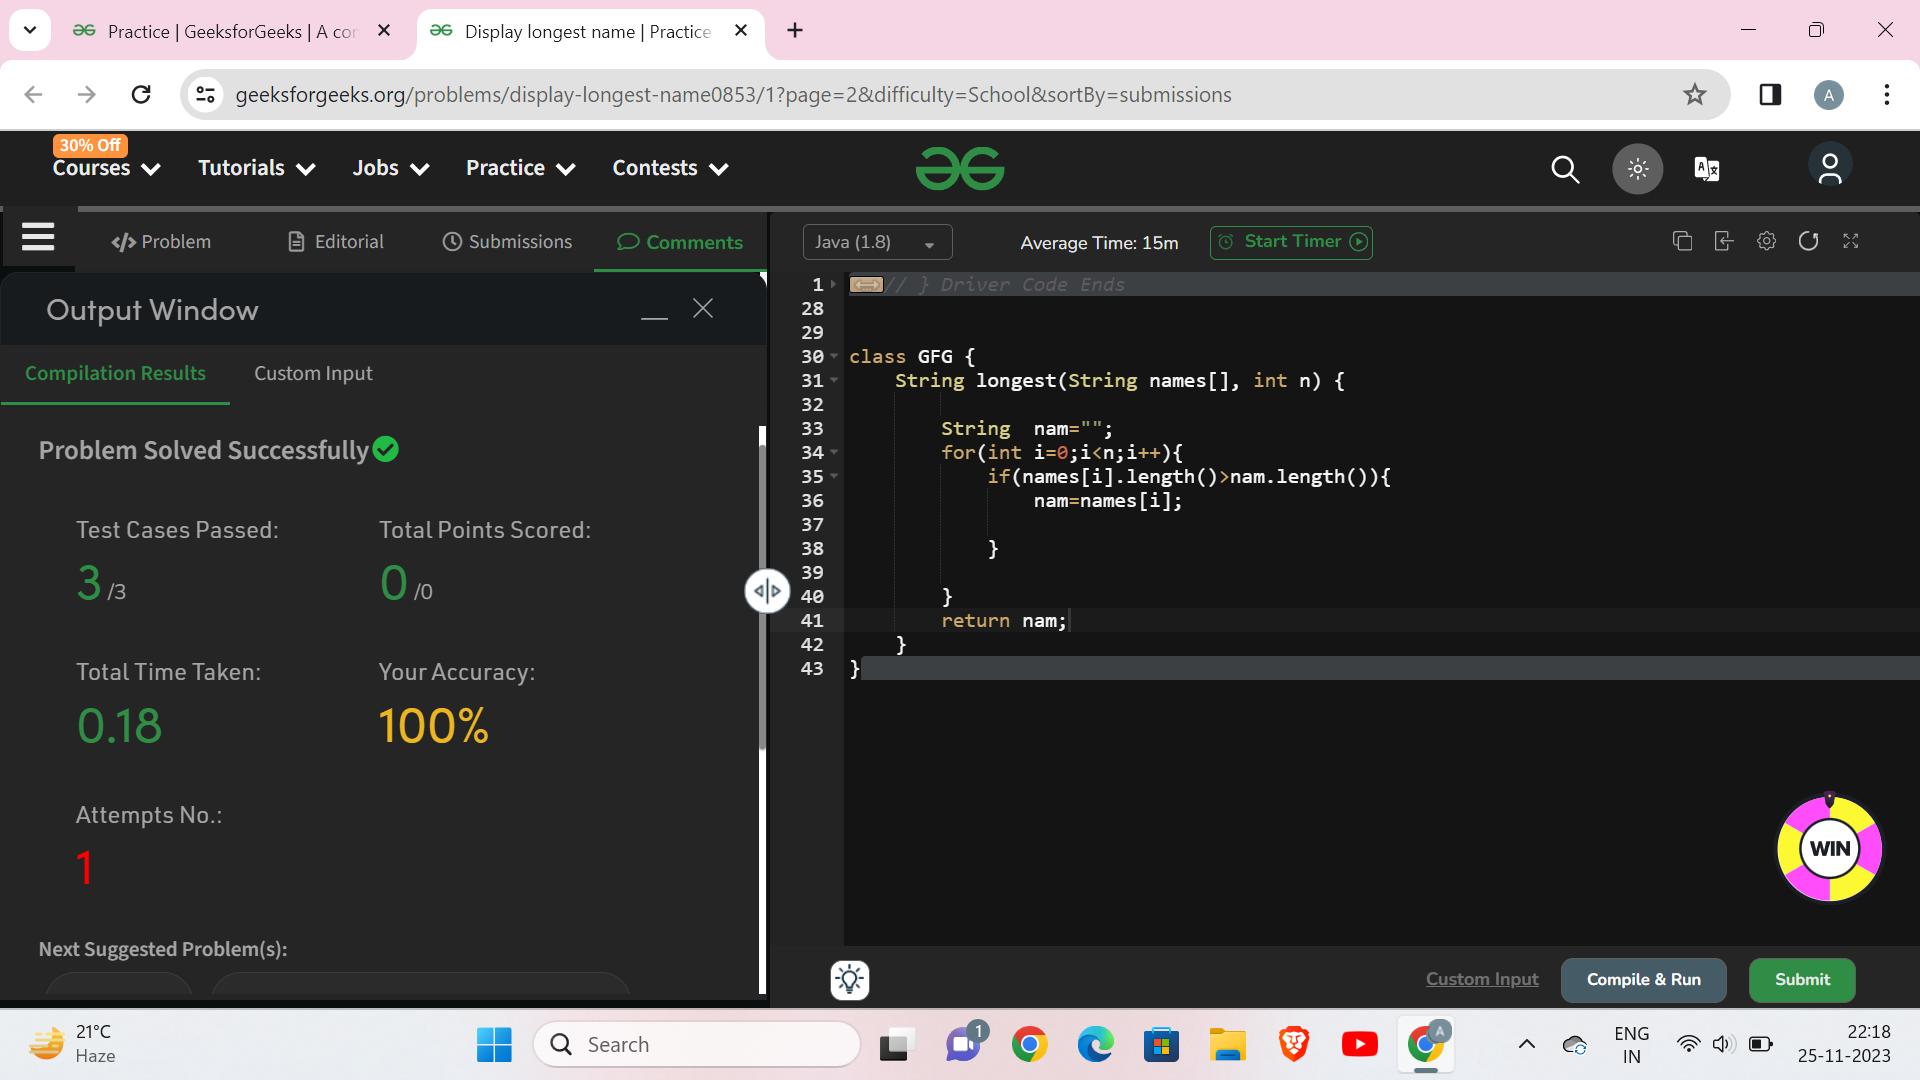 Practice | GeeksforGeeks | A cor
Display longest name | Practice
geeksforgeeks.org/problems/display-longest-name0853/1?page=2&difficulty=School&sortBy=submissions
A
30% Off
Courses
Tutorials
Jobs
Practice
Contests
Problem
Editorial
Submissions
Comments
Java (1.8)
Average Time: 15m
Start Timer
Output Window
Compilation Results
Custom Input
Problem Solved Successfully
Test Cases Passed:
Total Points Scored:
3 /3
0 /0
Total Time Taken:
Your Accuracy:
0.18
100%
Attempts No.:
1
Next Suggested Problem(s):
1 // } Driver Code Ends
28
29
30 class GFG {
31 String longest(String names[], int n) {
32
33 String  nam="";
34 for(int i=0;i<n;i++){
35 if(names[i].length()>nam.length()){
36 nam=names[i];
37
38 }
39
40 }
41 return nam;
42 }
43 }
WIN
Custom Input
Compile & Run
Submit
21°C
Haze
Search
1
A
ENG
IN
22:18
25-11-2023